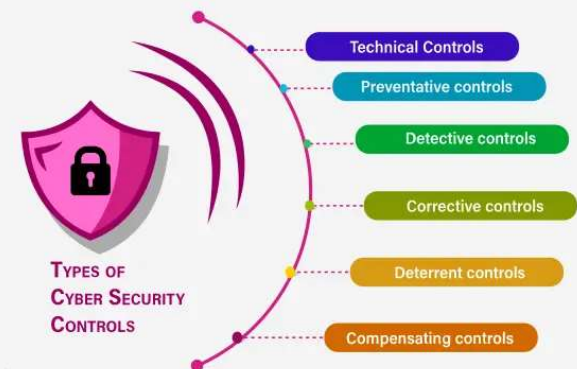 Technical Controls
Preventative controls
Detective controls
Corrective controls
Deterrent controls
Compensating controls
TYPES OF
CYBER SECURITY
CONTROLS